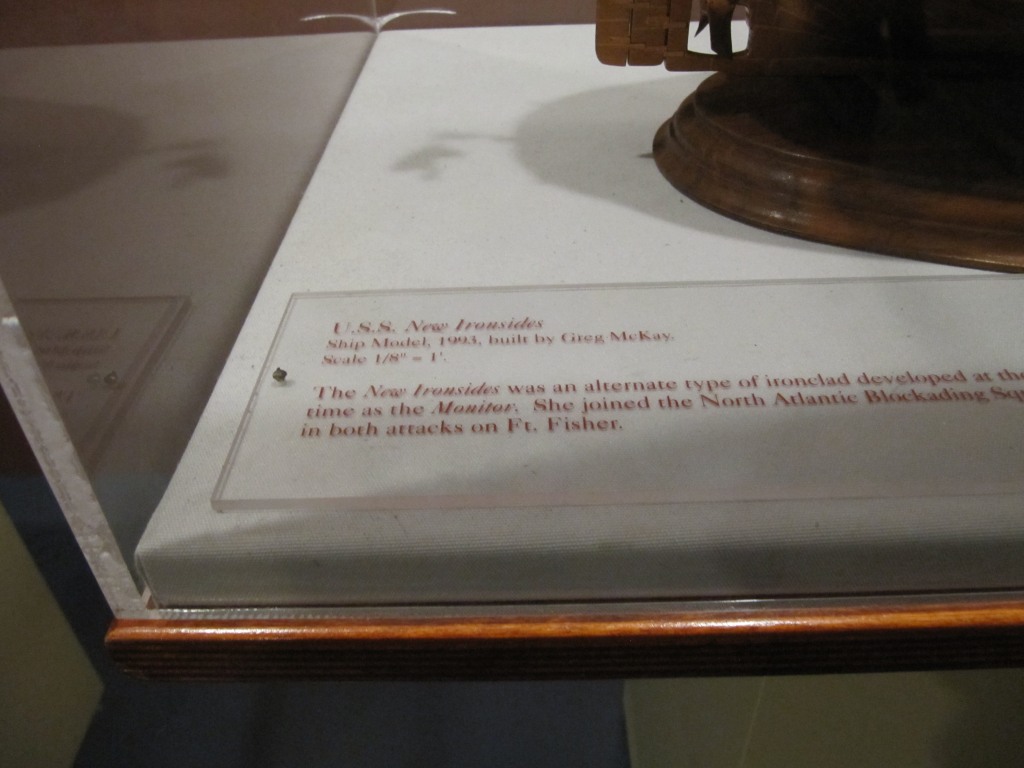 U.S.S. New Ironsides
Ship Model, 1993, built by Greg McKay.
Scale 1/8" = 1'.
The New Ironsides was an alternate type of ironclad developed at the
time as the Monitor. She joined the North Atlantic Blockading
in both attacks on Ft. Fisher.